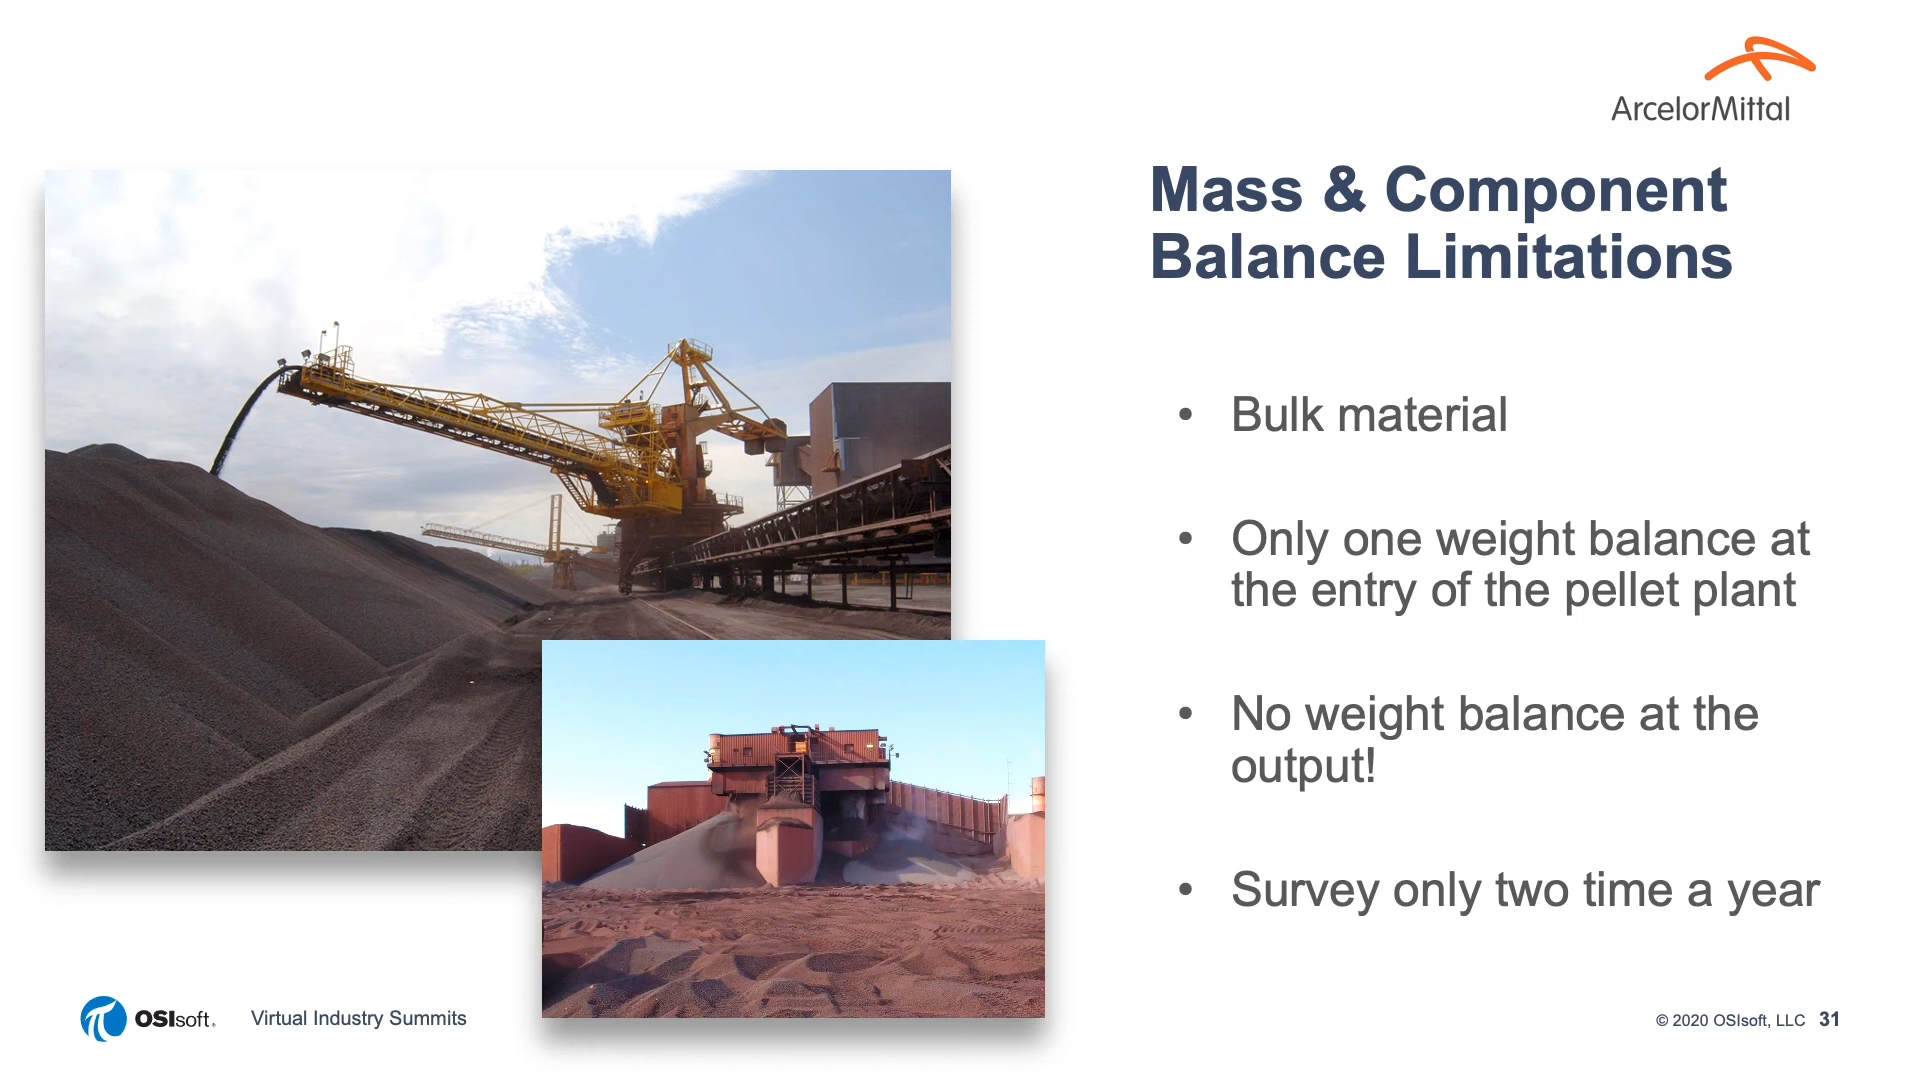 ArcelorMittal
Mass & Component
Balance Limitations
• Bulk material
• Only one weight balance at
the entry of the pellet plant
• No weight balance at the
output!
• Survey only two time a year
OSIsoft.
Virtual Industry Summits
© 2020 OSIsoft, LLC 31